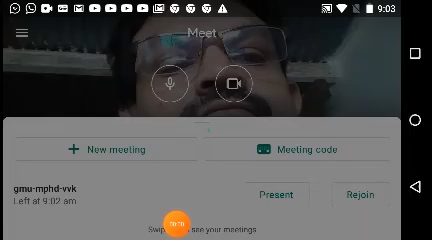 9:03
Meet
New meeting
Meeting code
gmu-mphd-vvk
Left at 9:02 am
Present
Rejoin
Swip see your meetings